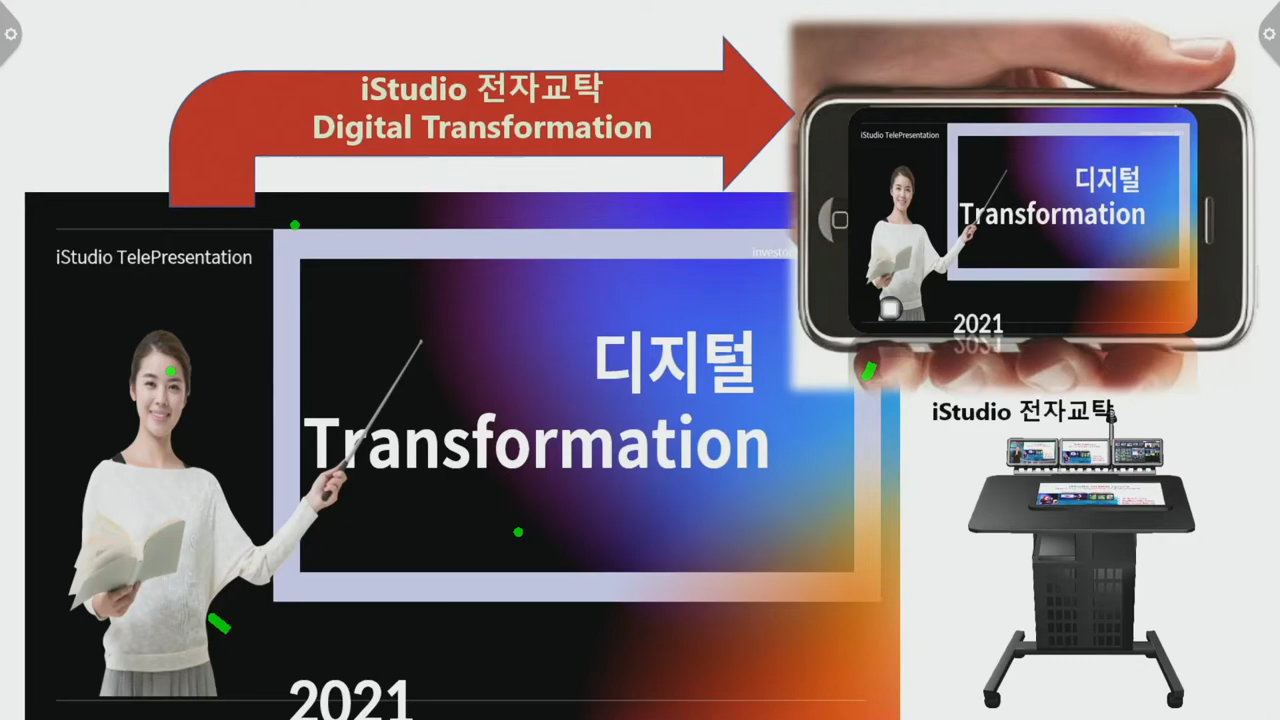 iStudio 전자교탁
Digital Transformation
iStudio TelePresentation
디지털
Transformation
2021
iStudio TelePresentation
디지털
Transformation
2021
iStudio 전자교탁